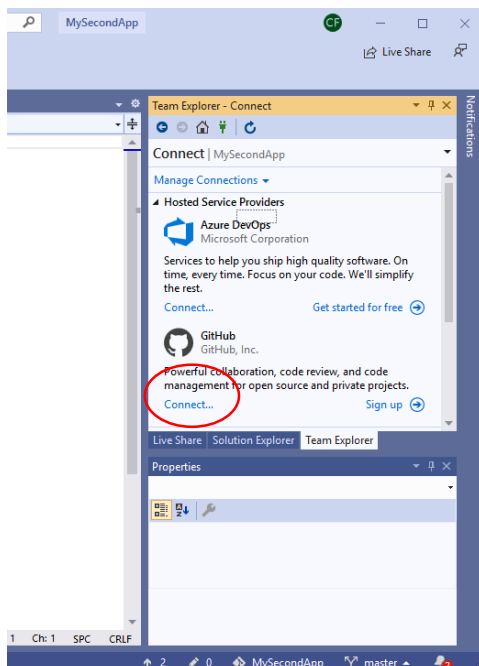 MySecondApp
CF
Live Share
Team Explorer - Connect
Notifications
Connect | MySecondApp
Manage Connections
Hosted Service Providers
Azure DevOps
Microsoft Corporation
Services to help you ship high quality software. On
time, every time. Focus on your code. We'll simplify
the rest.
Connect... Get started for free
GitHub
GitHub, Inc.
Powerful collaboration, code review, and code
management for open source and private projects.
Connect... Sign up
Live Share Solution Explorer Team Explorer
Properties
1 Ch: 1 SPC CRLF
2 0 MySecondApp master